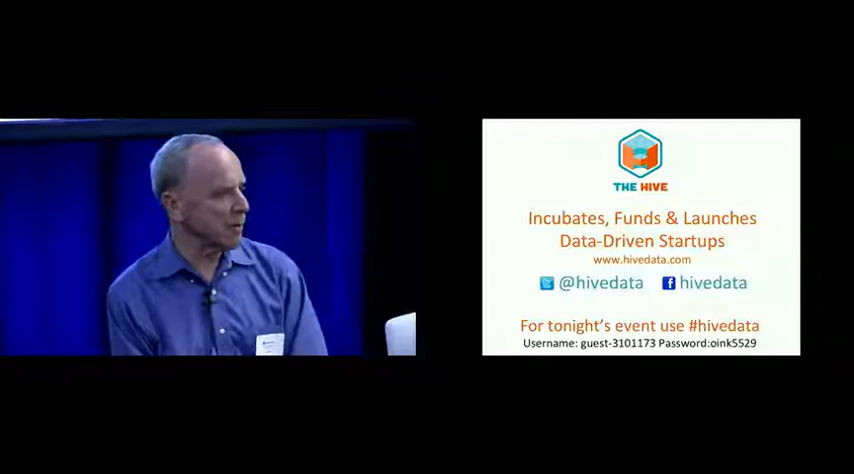 THE HIVE
Incubates, Funds & Launches
Data-Driven Startups
www.hivedata.com
@hivedata hivedata
For tonight's event use #hivedata
Username: guest-3101173 Password:oink5529